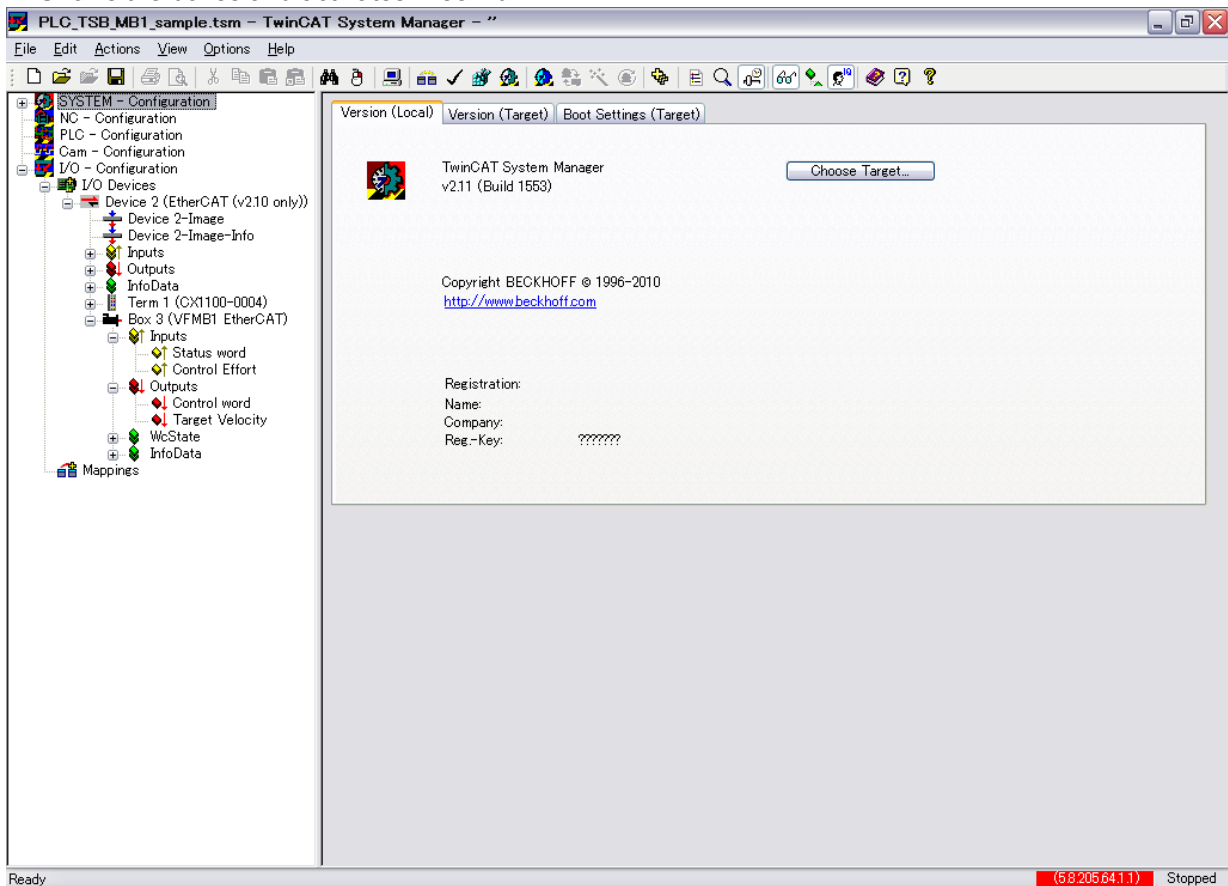 PLC_TSB_MB1_sample.tsm - TwinCAT System Manager - ''
File Edit Actions View Options Help
SYSTEM - Configuration
NC - Configuration
PLC - Configuration
Cam - Configuration
I/O - Configuration
I/O Devices
Device 2 (EtherCAT (v2.10 only))
Device 2-Image
Device 2-Image-Info
Inputs
Outputs
InfoData
Term 1 (CX1100-0004)
Box 3 (VFMB1 EtherCAT)
Inputs
Status word
Control Effort
Outputs
Control word
Target Velocity
WcState
InfoData
Mappings
Version (Local) Version (Target) Boot Settings (Target)
TwinCAT System Manager
v2.11 (Build 1553)
Choose Target...
Copyright BECKHOFF © 1996-2010
http://www.beckhoff.com
Registration:
Name:
Company:
Reg.-Key: ???????
Ready (5.8.205.64.1.1) Stopped